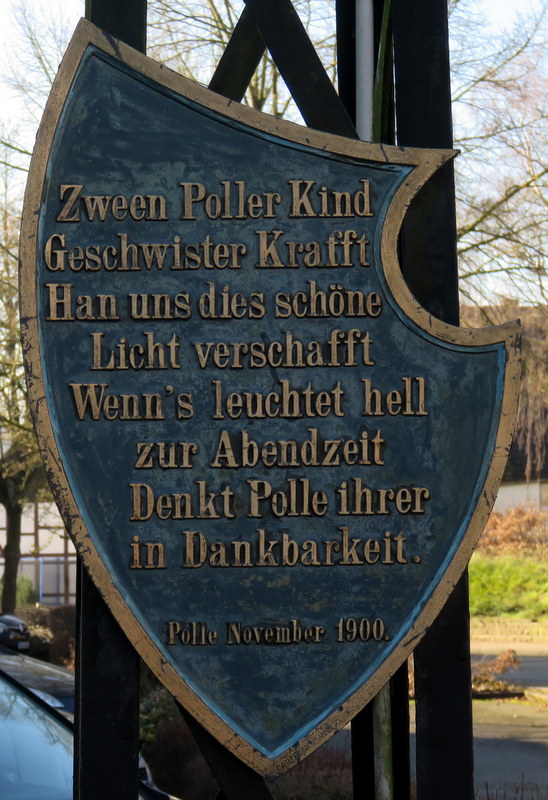 Zween Poller Kind
Geschwister Krafft
Han uns dies schöne
Licht verschafft
Wenn's leuchtet hell
zur Abendzeit
Denkt Polle ihrer
in Dankbarkeit.
Polle November 1900.